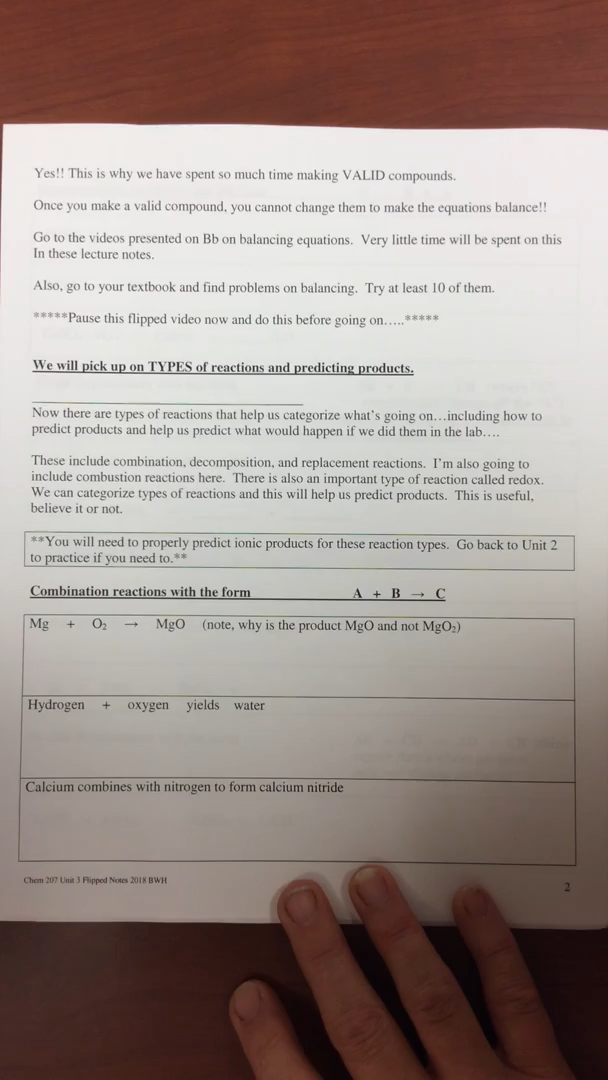 Yes!! This is why we have spent so much time making VALID compounds.
Once you make a valid compound, you cannot change them to make the equations balance!!
Go to the videos presented on Bb on balancing equations.  Very little time will be spent on this
In these lecture notes.
Also, go to your textbook and find problems on balancing.  Try at least 10 of them.
*****Pause this flipped video now and do this before going on…..*****
We will pick up on TYPES of reactions and predicting products.
Now there are types of reactions that help us categorize what's going on…including how to
predict products and help us predict what would happen if we did them in the lab….
These include combination, decomposition, and replacement reactions.  I'm also going to
include combustion reactions here.  There is also an important type of reaction called redox.
We can categorize types of reactions and this will help us predict products.  This is useful,
believe it or not.
**You will need to properly predict ionic products for these reaction types.  Go back to Unit 2
to practice if you need to.**
Combination reactions with the form A + B → C
Mg + O₂ → MgO (note, why is the product MgO and not MgO₂)
Hydrogen + oxygen yields water
Calcium combines with nitrogen to form calcium nitride
Chem 207 Unit 3 Flipped Notes 2018 BWH
2